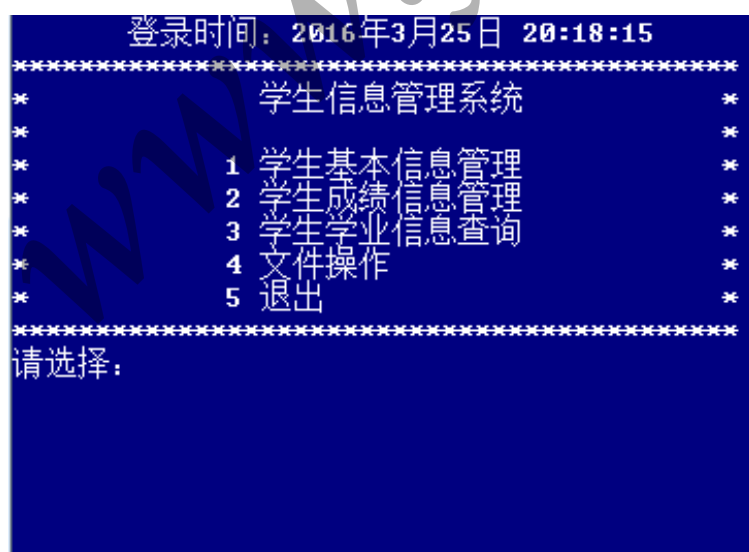 登录时间：2016年3月25日 20:18:15
********************************************
* 学生信息管理系统 *
* *
* 1 学生基本信息管理 *
* 2 学生成绩信息管理 *
* 3 学生学业信息查询 *
* 4 文件操作 *
* 5 退出 *
********************************************
请选择：